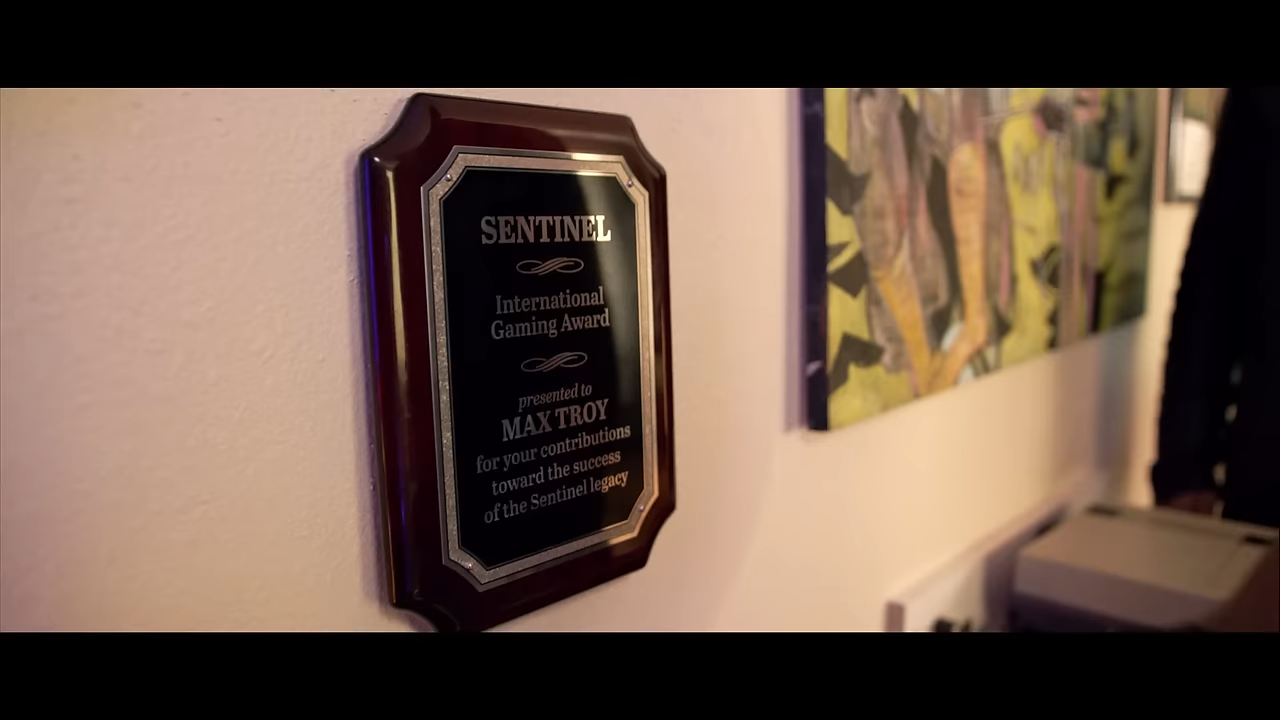 SENTINEL
International
Gaming Award
presented to
MAX TROY
for your contributions
toward the success
of the Sentinel legacy